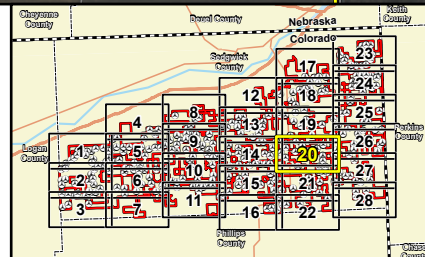 Cheyenne
County
Deuel County
Keith
County
Nebraska
Colorado
Sedgwick
County
23
17
24
12
18
8
25
4
13
19
Perkins
County
9
26
Logan
County
1
5
14
20
10
27
2
6
15
21
28
3
7
11
16
22
Phillips
County
Chase
County